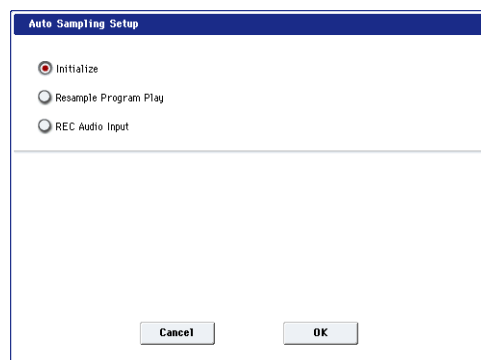 Auto Sampling Setup
Initialize
Resample Program Play
REC Audio Input
Cancel OK